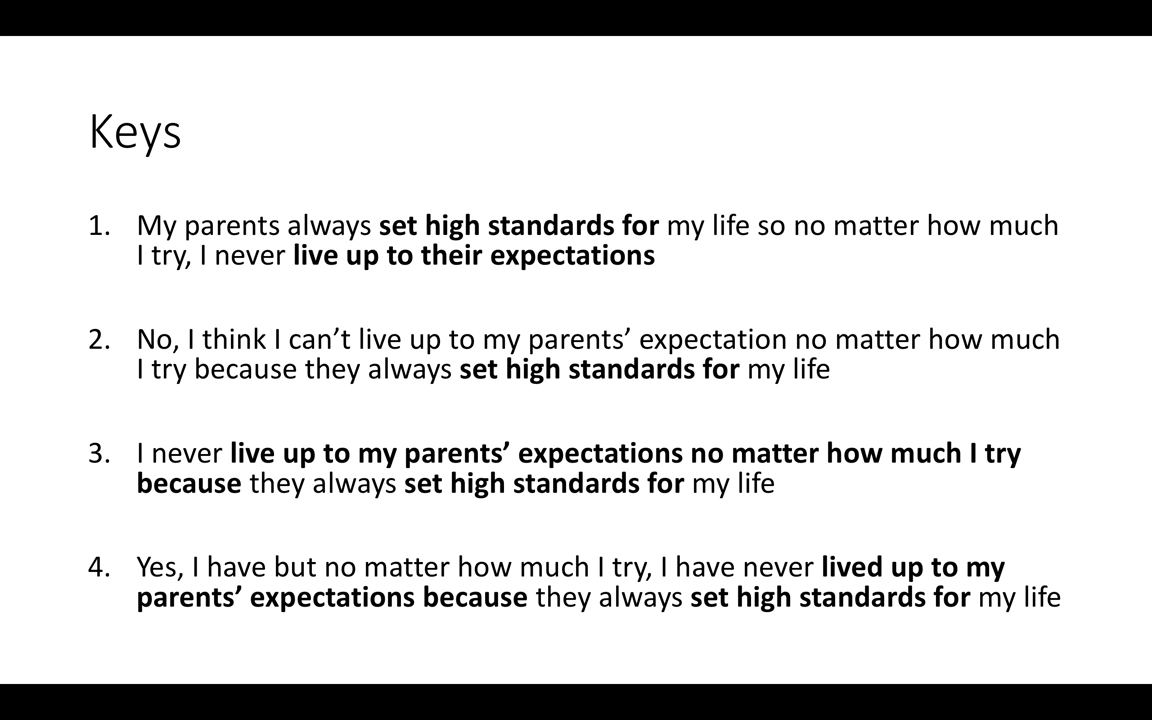 Keys
1. My parents always set high standards for my life so no matter how much
I try, I never live up to their expectations
2. No, I think I can’t live up to my parents’ expectation no matter how much
I try because they always set high standards for my life
3. I never live up to my parents’ expectations no matter how much I try
because they always set high standards for my life
4. Yes, I have but no matter how much I try, I have never lived up to my
parents’ expectations because they always set high standards for my life